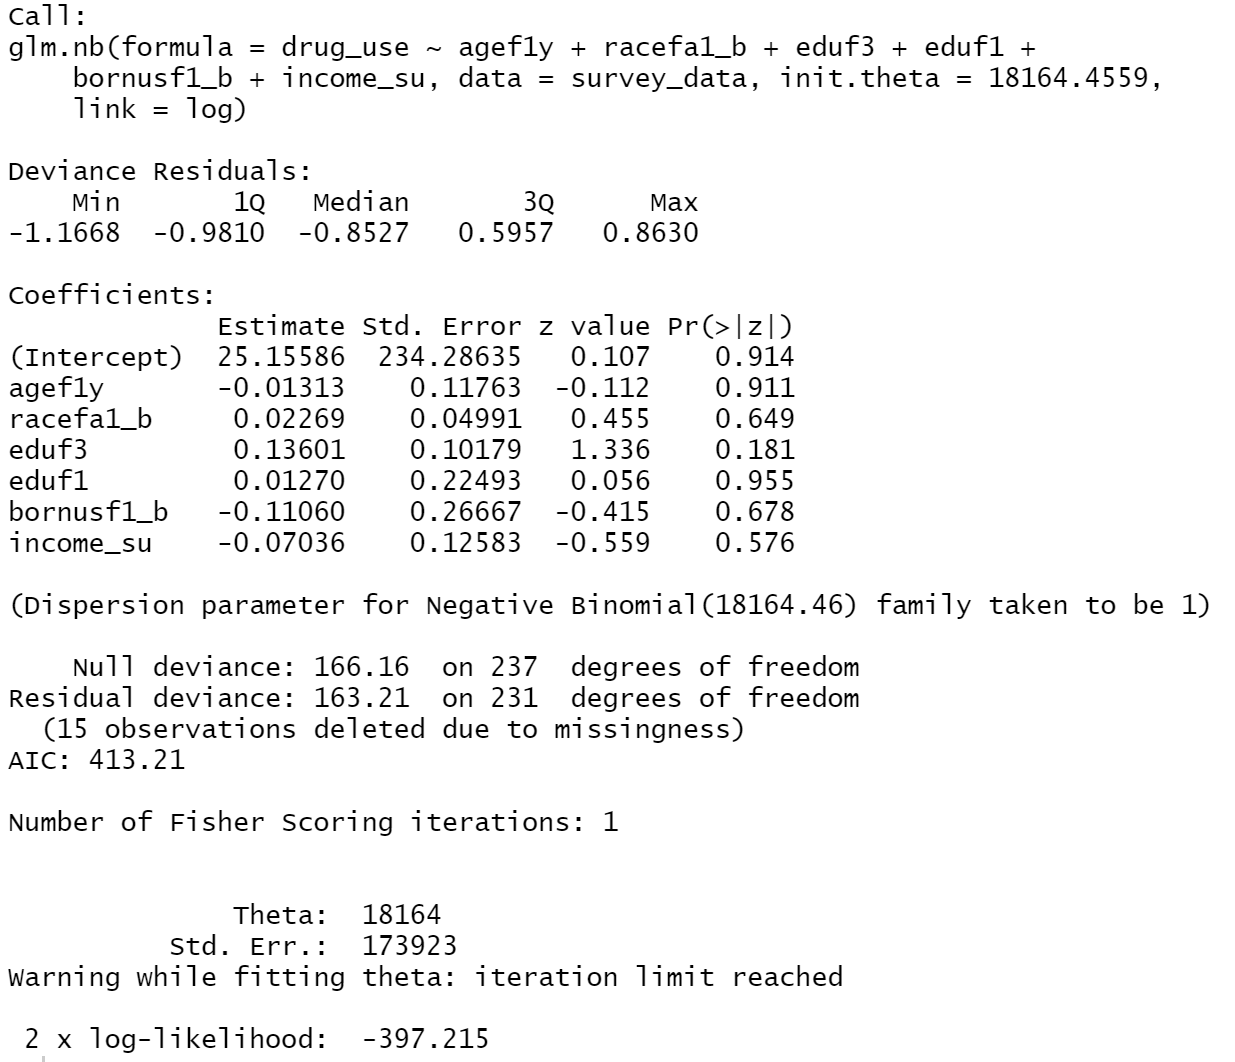 Call:
glm.nb(formula = drug_use ~ agef1y + racefa1_b + eduf3 + eduf1 +
    bornusf1_b + income_su, data = survey_data, init.theta = 18164.4559,
    link = log)

Deviance Residuals:
    Min       1Q   Median       3Q      Max
-1.1668  -0.9810  -0.8527   0.5957   0.8630

Coefficients:
             Estimate Std. Error z value Pr(>|z|)
(Intercept)  25.15586  234.28635   0.107    0.914
agef1y       -0.01313    0.11763  -0.112    0.911
racefa1_b     0.02269    0.04991   0.455    0.649
eduf3         0.13601    0.10179   1.336    0.181
eduf1         0.01270    0.22493   0.056    0.955
bornusf1_b   -0.11060    0.26667  -0.415    0.678
income_su    -0.07036    0.12583  -0.559    0.576

(Dispersion parameter for Negative Binomial(18164.46) family taken to be 1)

    Null deviance: 166.16  on 237  degrees of freedom
Residual deviance: 163.21  on 231  degrees of freedom
  (15 observations deleted due to missingness)
AIC: 413.21

Number of Fisher Scoring iterations: 1


              Theta:  18164
          Std. Err.:  173923
Warning while fitting theta: iteration limit reached

 2 x log-likelihood:  -397.215